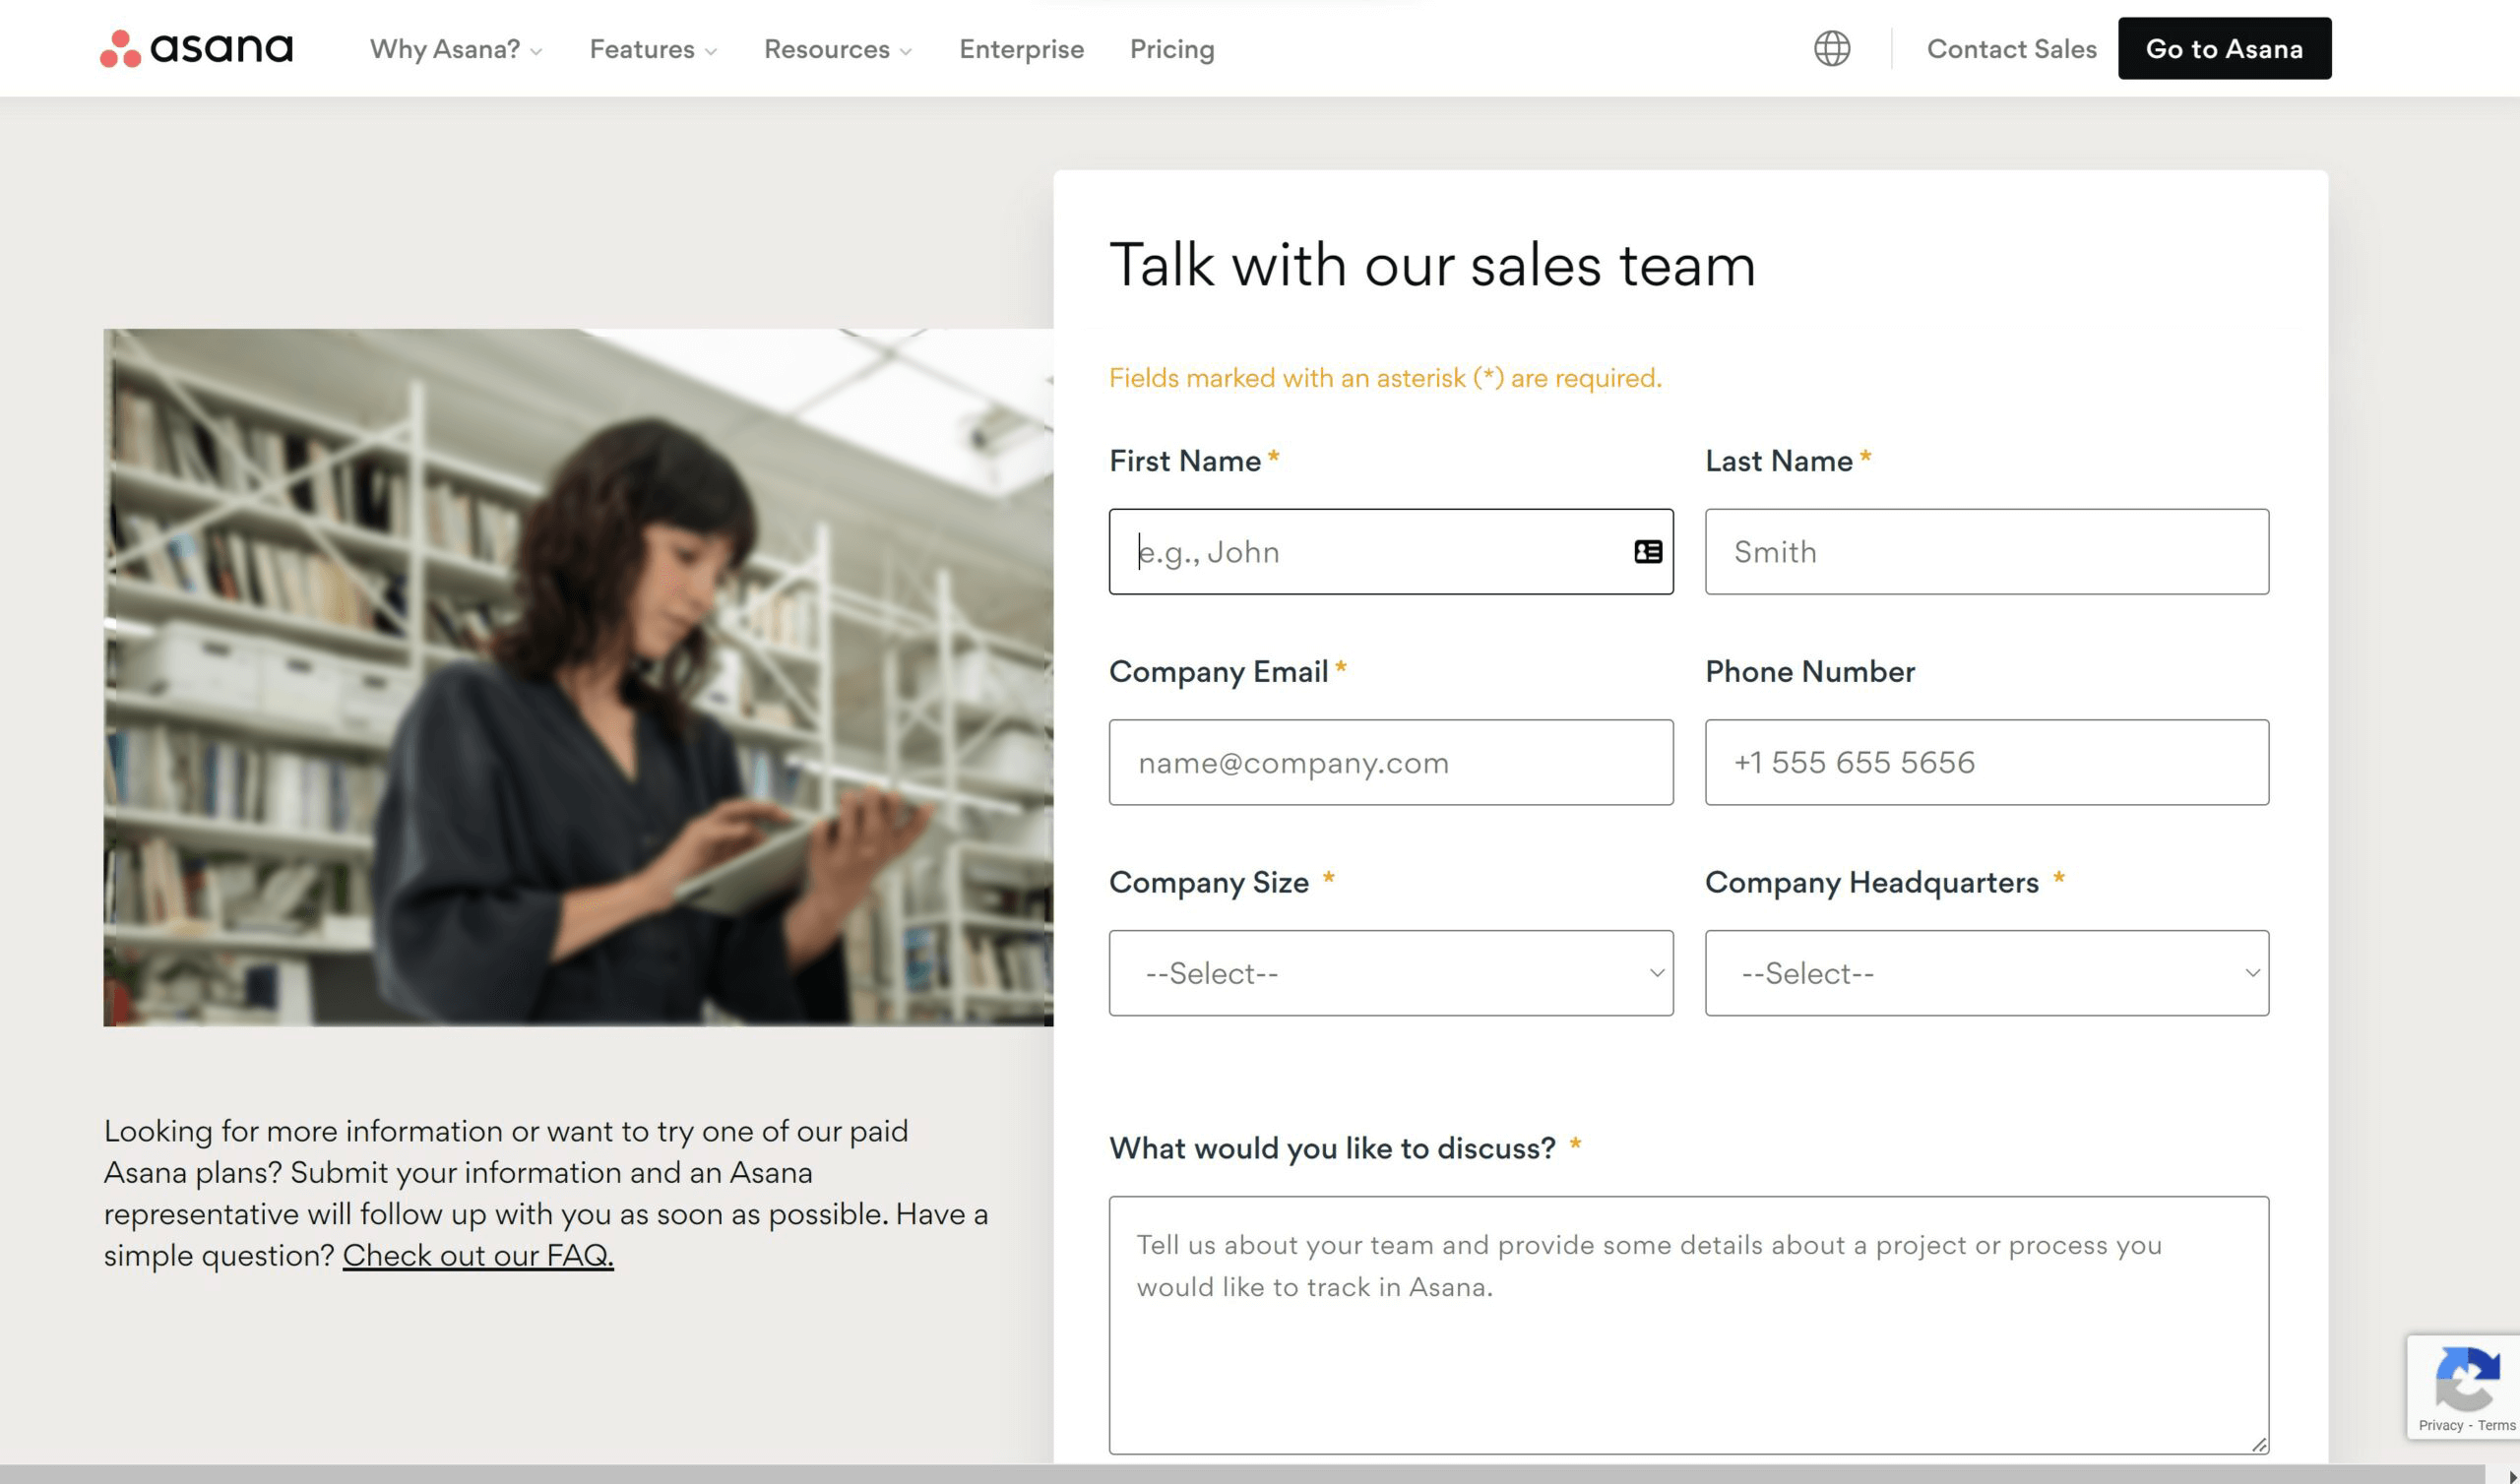 asana
Why Asana? Features Resources Enterprise Pricing Contact Sales Go to Asana
Talk with our sales team
Fields marked with an asterisk (*) are required.
First Name * Last Name *
e.g., John Smith
Company Email * Phone Number
name@company.com +1 555 655 5656
Company Size * Company Headquarters *
--Select-- --Select--
What would you like to discuss? *
Tell us about your team and provide some details about a project or process you
would like to track in Asana.
Looking for more information or want to try one of our paid
Asana plans? Submit your information and an Asana
representative will follow up with you as soon as possible. Have a
simple question? Check out our FAQ.
Privacy - Terms